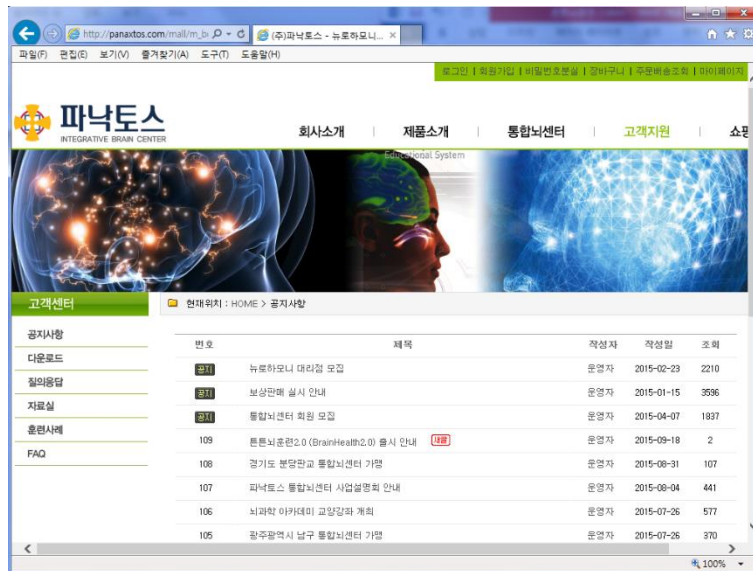 http://panaxtos.com/mall/m_b
(주)파낙토스 - 뉴로하모니...
파일(F) 편집(E) 보기(V) 즐겨찾기(A) 도구(T) 도움말(H)
로그인 | 회원가입 | 비밀번호분실 | 장바구니 | 주문배송조회 | 마이페이지
파낙토스
INTEGRATIVE BRAIN CENTER
회사소개 | 제품소개 | 통합뇌센터 | 고객지원 | 쇼핑
Educational System
고객센터
현재위치 : HOME > 공지사항
공지사항
다운로드
질의응답
자료실
훈련사례
FAQ
번호 제목 작성자 작성일 조회
공지 뉴로하모니 대리점 모집 운영자 2015-02-23 2210
공지 보상판매 실시 안내 운영자 2015-01-15 3596
공지 통합뇌센터 회원 모집 운영자 2015-04-07 1837
109 튼튼뇌훈련2.0 (BrainHealth2.0) 출시 안내 새글 운영자 2015-09-18 2
108 경기도 분당판교 통합뇌센터 가맹 운영자 2015-08-31 107
107 파낙토스 통합뇌센터 사업설명회 안내 운영자 2015-08-04 441
106 뇌과학 아카데미 교양강좌 개최 운영자 2015-07-26 577
105 광주광역시 남구 통합뇌센터 가맹 운영자 2015-07-26 370
100%